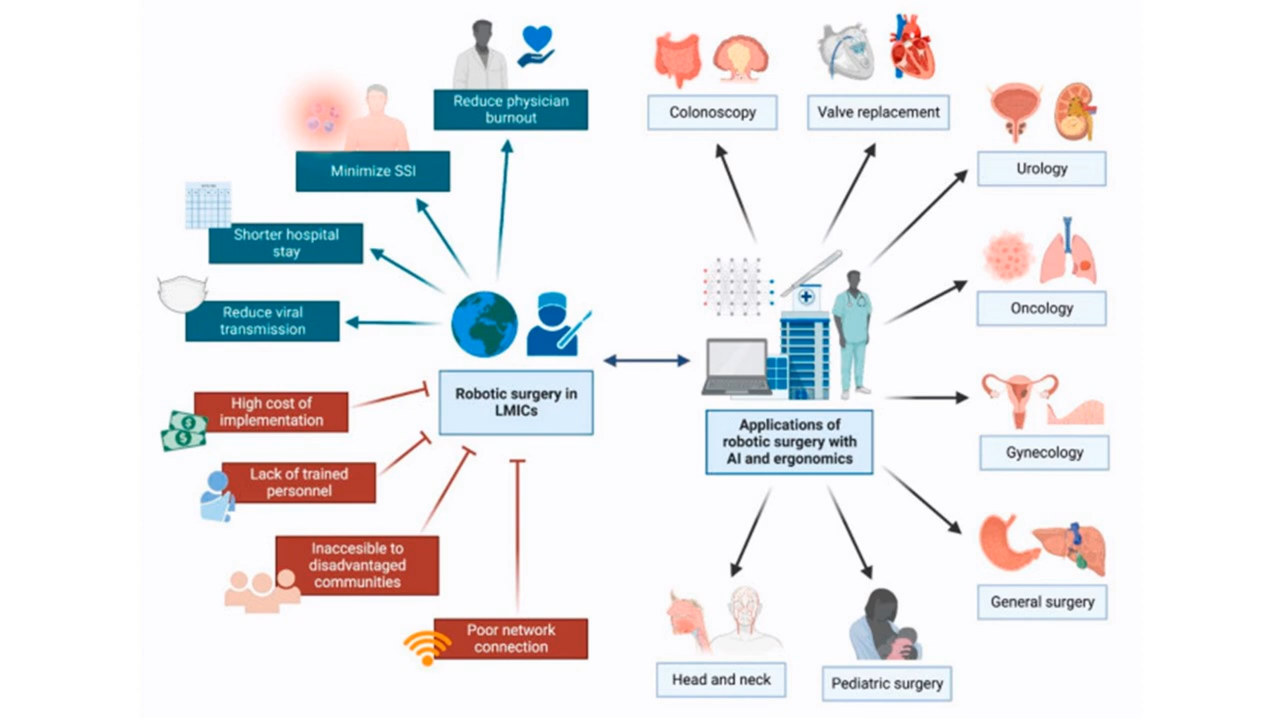 Reduce physician
burnout
Minimize SSI
Shorter hospital
stay
Reduce viral
transmission
Robotic surgery in
LMICs
High cost of
implementation
Lack of trained
personnel
Inaccesible to
disadvantaged
communities
Poor network
connection
Colonoscopy
Valve replacement
Urology
Oncology
Gynecology
General surgery
Pediatric surgery
Head and neck
Applications of
robotic surgery with
AI and ergonomics